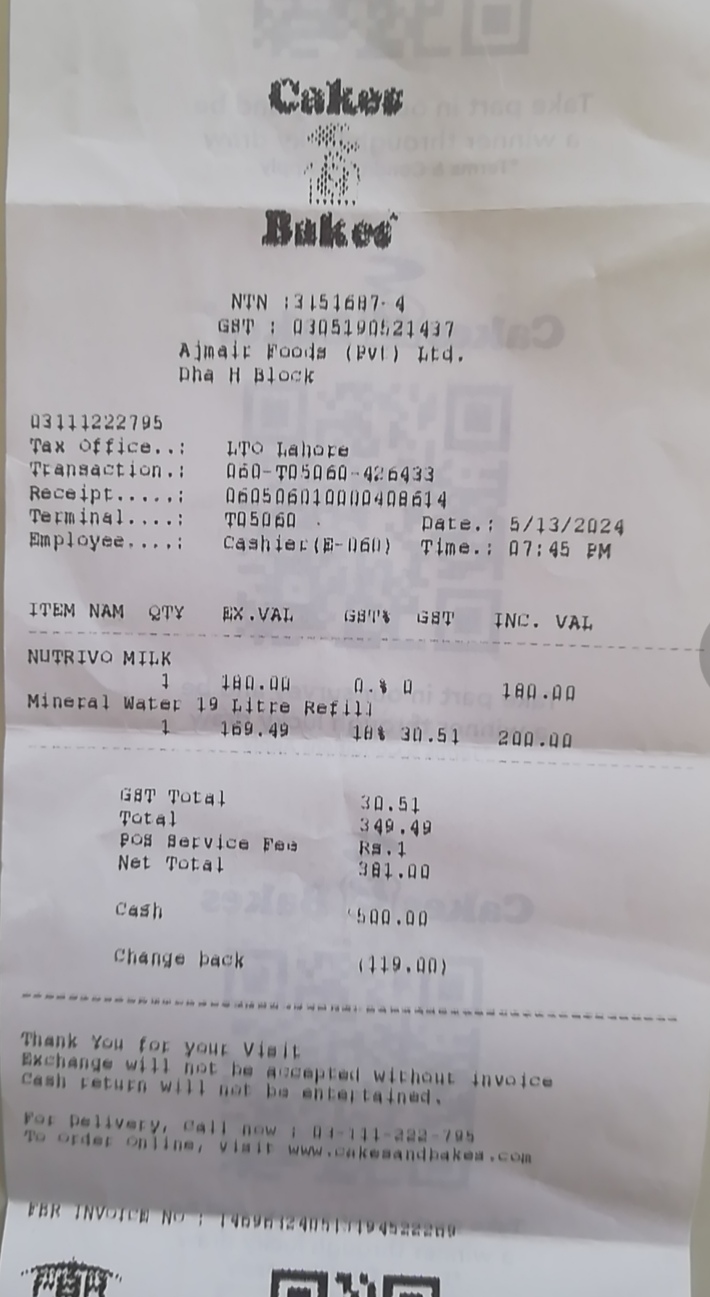 Cakes
Bakes
NTN :3151687-4
GST : 0305190521437
Ajmair Foods (Pvt) Ltd.
Dha H Block
03111222795
Tax Office..: LTO Lahore
Transaction.: 060-T05060-426433
Receipt.....: 060506010000408614
Terminal....: T05060 Date.: 5/13/2024
Employee....: Cashier(E-060) Time.: 07:45 PM
ITEM NAM QTY EX.VAL GST% GST INC. VAL
NUTRIVO MILK
1 180.00 0.% 0 180.00
Mineral Water 19 Litre Refill
1 169.49 18% 30.51 200.00
GST Total 30.51
Total 349.49
POS Service Fee Rs.1
Net Total 381.00
Cash 500.00
Change back (119.00)
Thank You for your Visit
Exchange will not be accepted without invoice
Cash return will not be entertained.
For Delivery, Call now : 03-111-222-795
To order online, visit www.cakesandbakes.com
FBR INVOICE No :